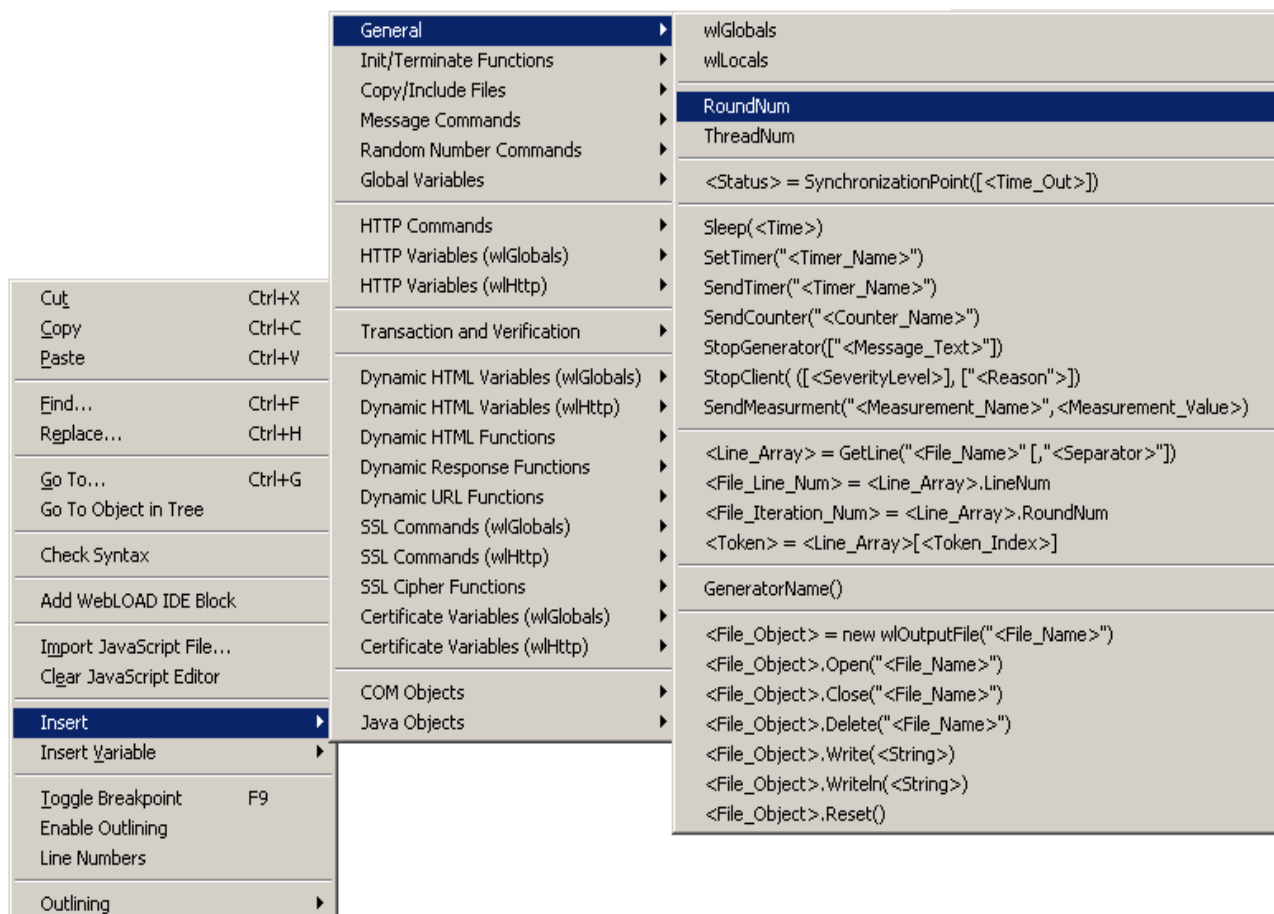 Cut Ctrl+X
Copy Ctrl+C
Paste Ctrl+V
Find... Ctrl+F
Replace... Ctrl+H
Go To... Ctrl+G
Go To Object in Tree
Check Syntax
Add WebLOAD IDE Block
Import JavaScript File...
Clear JavaScript Editor
Insert
Insert Variable
Toggle Breakpoint F9
Enable Outlining
Line Numbers
Outlining
General
Init/Terminate Functions
Copy/Include Files
Message Commands
Random Number Commands
Global Variables
HTTP Commands
HTTP Variables (wlGlobals)
HTTP Variables (wlHttp)
Transaction and Verification
Dynamic HTML Variables (wlGlobals)
Dynamic HTML Variables (wlHttp)
Dynamic HTML Functions
Dynamic Response Functions
Dynamic URL Functions
SSL Commands (wlGlobals)
SSL Commands (wlHttp)
SSL Cipher Functions
Certificate Variables (wlGlobals)
Certificate Variables (wlHttp)
COM Objects
Java Objects
wlGlobals
wlLocals
RoundNum
ThreadNum
<Status> = SynchronizationPoint([<Time_Out>])
Sleep(<Time>)
SetTimer("<Timer_Name>")
SendTimer("<Timer_Name>")
SendCounter("<Counter_Name>")
StopGenerator(["<Message_Text>"])
StopClient( ([<SeverityLevel>], ["<Reason">])
SendMeasurment("<Measurement_Name>",<Measurement_Value>)
<Line_Array> = GetLine("<File_Name>" [,"<Separator>"])
<File_Line_Num> = <Line_Array>.LineNum
<File_Iteration_Num> = <Line_Array>.RoundNum
<Token> = <Line_Array>[<Token_Index>]
GeneratorName()
<File_Object> = new wlOutputFile("<File_Name>")
<File_Object>.Open("<File_Name>")
<File_Object>.Close("<File_Name>")
<File_Object>.Delete("<File_Name>")
<File_Object>.Write(<String>)
<File_Object>.Writeln(<String>)
<File_Object>.Reset()